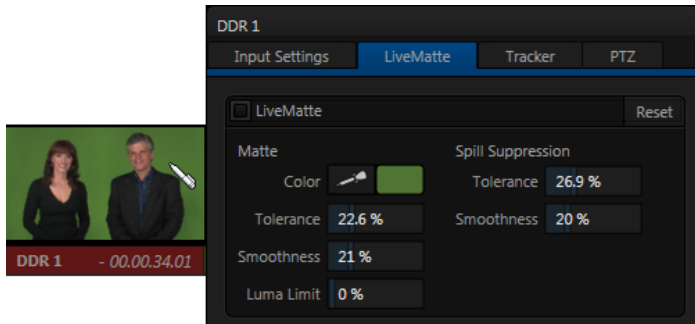 DDR 1
Input Settings LiveMatte Tracker PTZ
LiveMatte Reset
Matte Spill Suppression
Color Tolerance 26.9 %
Tolerance 22.6 % Smoothness 20 %
Smoothness 21 %
Luma Limit 0 %
DDR 1 - 00.00.34.01